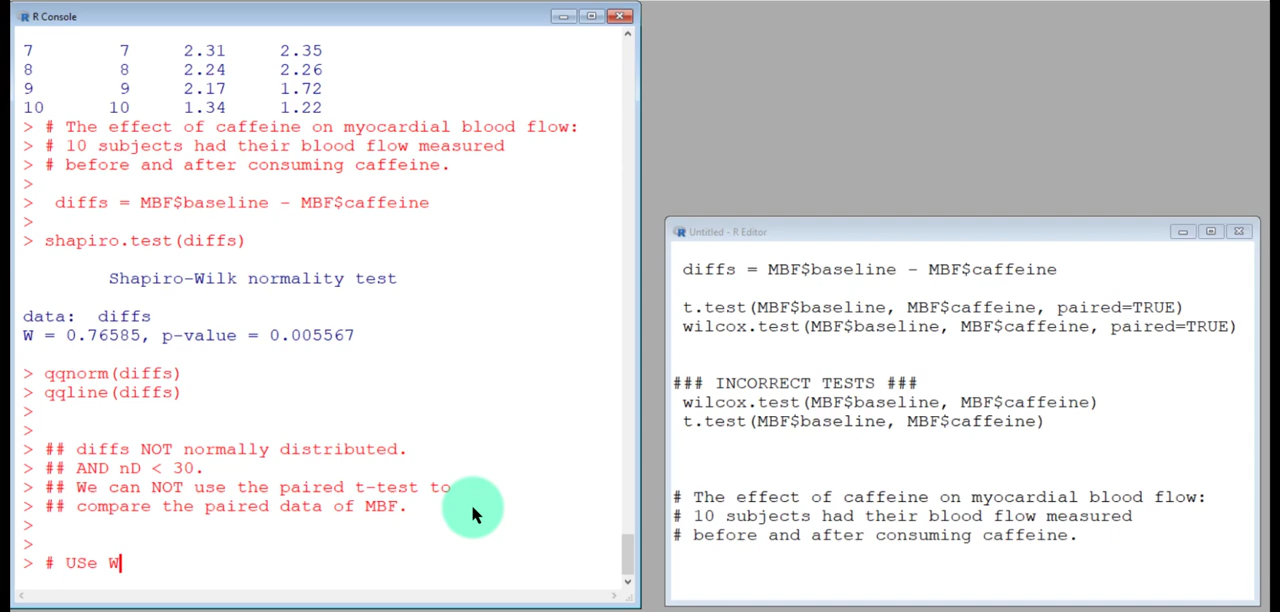 R Console
7 7 2.31 2.35
8 8 2.24 2.26
9 9 2.17 1.72
10 10 1.34 1.22
> # The effect of caffeine on myocardial blood flow:
> # 10 subjects had their blood flow measured
> # before and after consuming caffeine.
>
> diffs = MBF$baseline - MBF$caffeine
>
> shapiro.test(diffs)
Shapiro-Wilk normality test
data: diffs
W = 0.76585, p-value = 0.005567
> qqnorm(diffs)
> qqline(diffs)
>
>
> ## diffs NOT normally distributed.
> ## AND nD < 30.
> ## We can NOT use the paired t-test to
> ## compare the paired data of MBF.
>
>
> # USe W
Untitled - R Editor
diffs = MBF$baseline - MBF$caffeine
t.test(MBF$baseline, MBF$caffeine, paired=TRUE)
wilcox.test(MBF$baseline, MBF$caffeine, paired=TRUE)
### INCORRECT TESTS ###
wilcox.test(MBF$baseline, MBF$caffeine)
t.test(MBF$baseline, MBF$caffeine)
# The effect of caffeine on myocardial blood flow:
# 10 subjects had their blood flow measured
# before and after consuming caffeine.